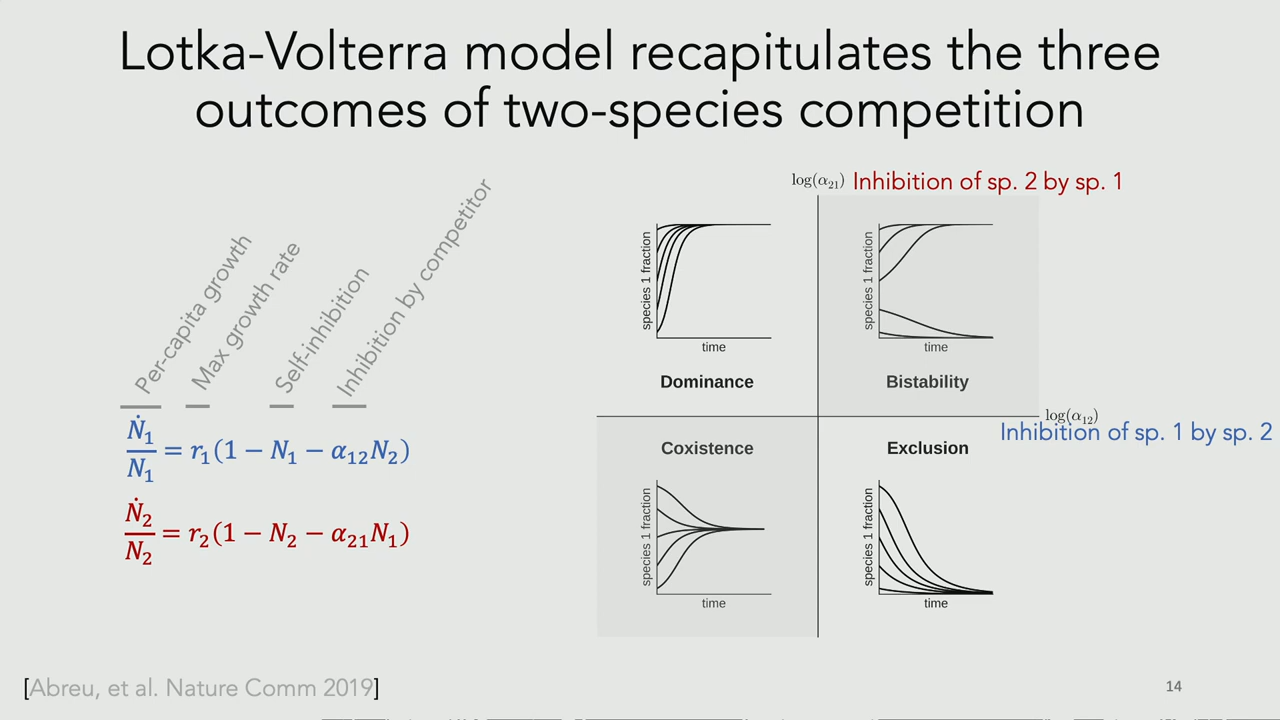 Lotka-Volterra model recapitulates the three
outcomes of two-species competition
Per-capita growth
Max growth rate
Self-inhibition
Inhibition by competitor
Ṅ₁/N₁ = r₁(1 − N₁ − α₁₂N₂)
Ṅ₂/N₂ = r₂(1 − N₂ − α₂₁N₁)
log(α₂₁) Inhibition of sp. 2 by sp. 1
species 1 fraction
time
Dominance
species 1 fraction
time
Bistability
log(α₁₂)
Inhibition of sp. 1 by sp. 2
Coxistence
species 1 fraction
time
Exclusion
species 1 fraction
time
[Abreu, et al. Nature Comm 2019]
14